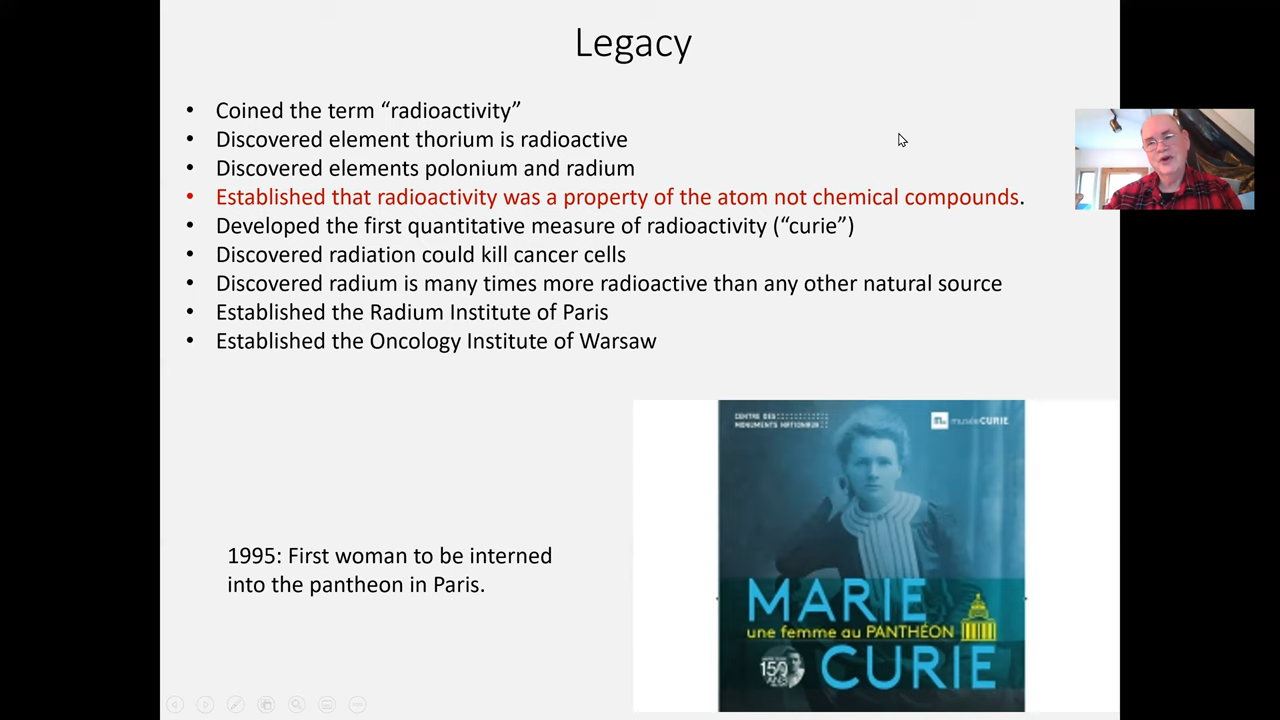 Legacy
• Coined the term “radioactivity”
• Discovered element thorium is radioactive
• Discovered elements polonium and radium
• Established that radioactivity was a property of the atom not chemical compounds.
• Developed the first quantitative measure of radioactivity (“curie”)
• Discovered radiation could kill cancer cells
• Discovered radium is many times more radioactive than any other natural source
• Established the Radium Institute of Paris
• Established the Oncology Institute of Warsaw
CENTRE DES
MONUMENTS NATIONAUX
musée CURIE
1995: First woman to be interned
into the pantheon in Paris.
MARIE
une femme au PANTHÉON
150
ANS
CURIE